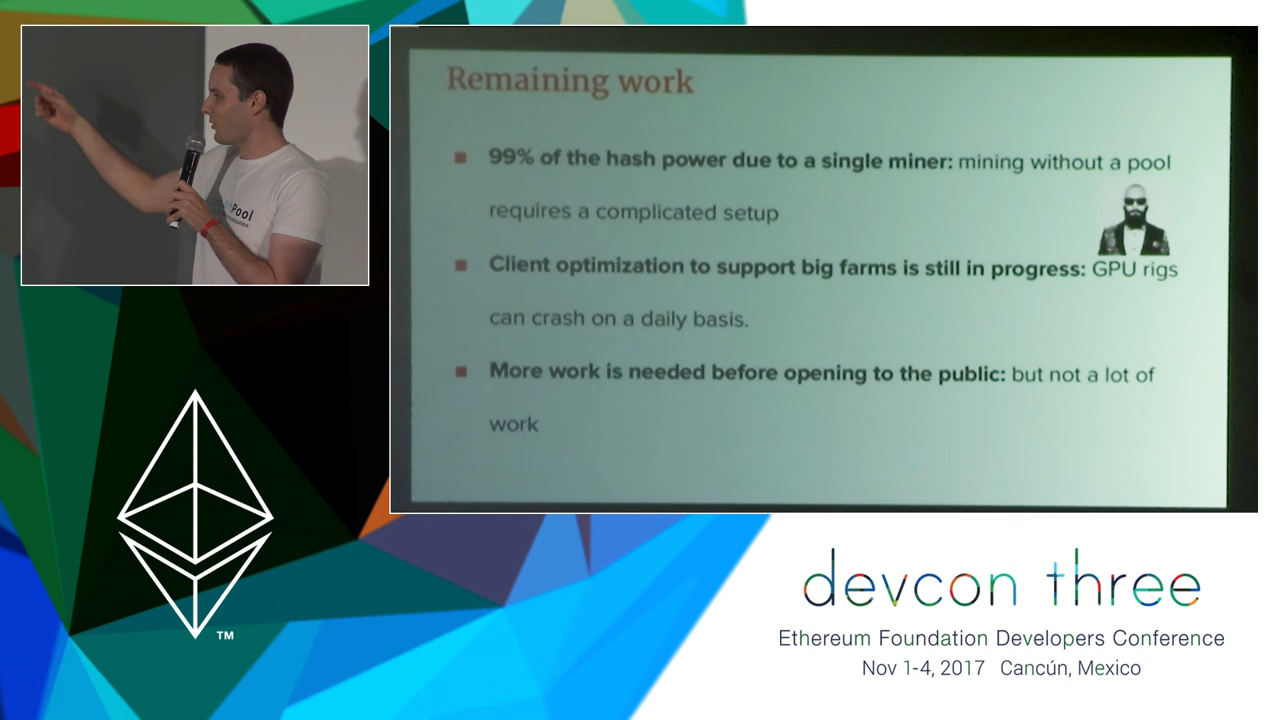 Pool
Remaining work
99% of the hash power due to a single miner: mining without a pool
requires a complicated setup
Client optimization to support big farms is still in progress: GPU rigs
can crash on a daily basis.
More work is needed before opening to the public: but not a lot of
work
TM
devcon three
Ethereum Foundation Developers Conference
Nov 1-4, 2017 Cancún, Mexico